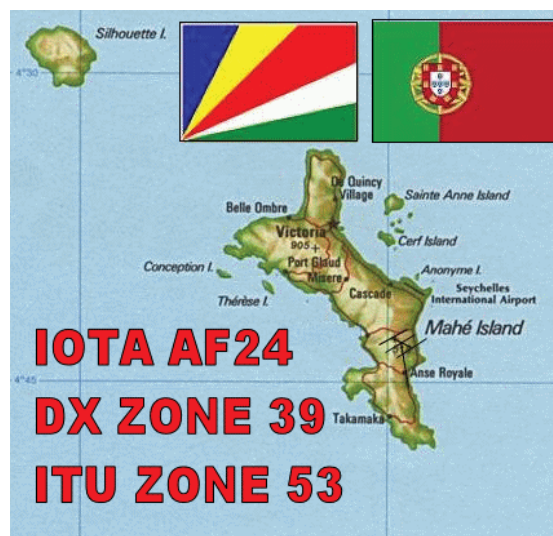 Silhouette I.
4°30
De Quincy
Village
Sainte Anne Island
Belle Ombre
Victoria
905
Cerf Island
Port Glaud
Conception I.
Misere
Anonyme I.
Thérèse I.
Cascade
Seychelles
International Airport
Mahé Island
IOTA AF24
4°45
Anse Royale
DX ZONE 39
Takamaka
ITU ZONE 53